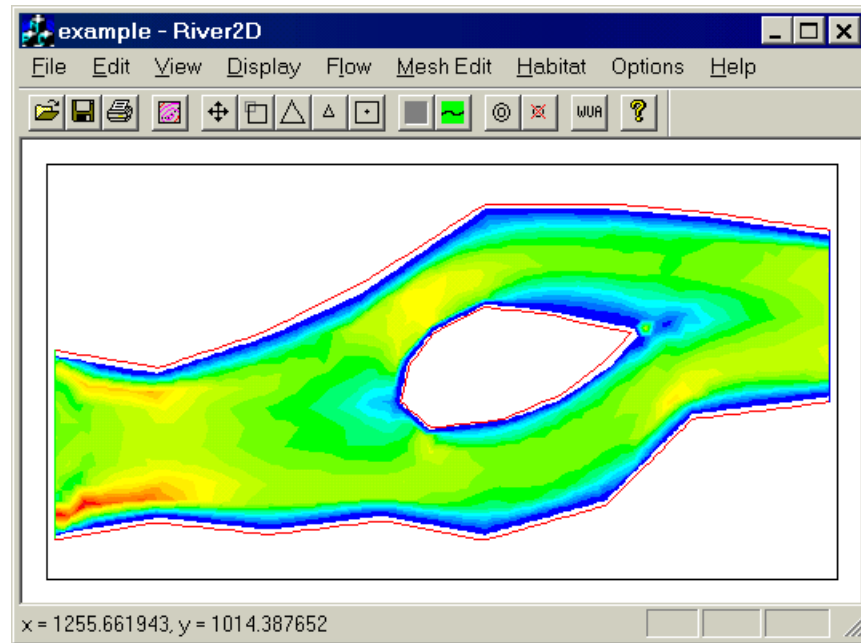 example - River2D
File Edit View Display Flow Mesh Edit Habitat Options Help
WUA ?
x = 1255.661943, y = 1014.387652